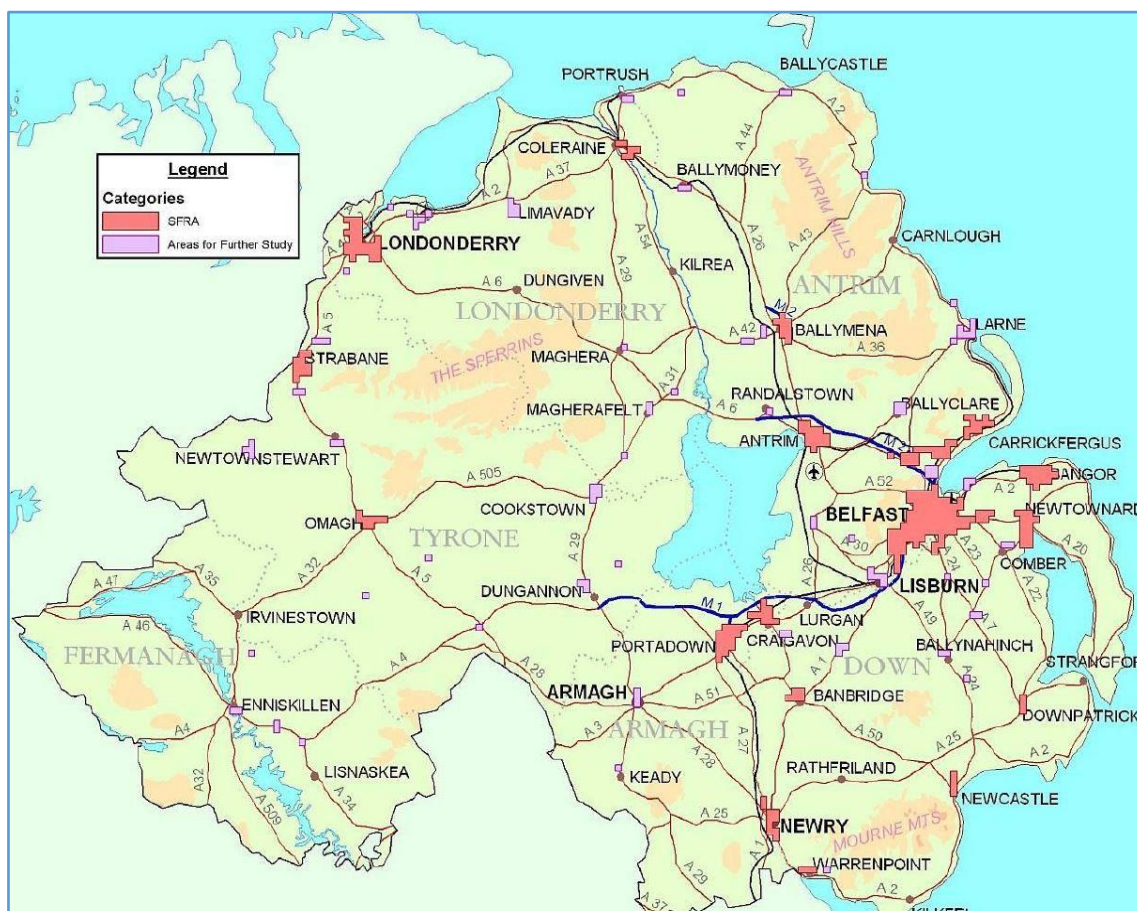 BALLYCASTLE
PORTRUSH
A 2
COLERAINE
A 44
A 37
BALLYMONEY
ANTRIM HILLS
Legend
Categories
SFRA
Areas for Further Study
A 2
LIMAVADY
A 54
A 26
A 43
CARNLOUGH
LONDONDERRY
A 29
KILREA
DUNGIVEN
A 6
ANTRIM
LONDONDERRY
M 2
A 5
A 42
BALLYMENA
LARNE
STRABANE
THE SPERRINS
MAGHERA
A 36
A 31
RANDALSTOWN
MAGHERAFELT
A 6
BALLYCLARE
ANTRIM
M 2
CARRICKFERGUS
NEWTOWNSTEWART
A 505
BANGOR
A 52
A 2
COOKSTOWN
BELFAST
NEWTOWNARD
OMAGH
TYRONE
A 29
A 30
A 23
A 20
A 32
A 24
COMBER
A 47
A 35
A 5
A 26
DUNGANNON
M 1
LISBURN
A 22
IRVINESTOWN
LURGAN
A 49
A 7
A 46
PORTADOWN
CRAIGAVON
BALLYNAHINCH
FERMANAGH
A 4
A 28
A 1
DOWN
STRANGFOR
A 24
ARMAGH
A 51
BANBRIDGE
ENNISKILLEN
DOWNPATRICK
A 4
A 3
ARMAGH
A 27
A 50
A 25
A 2
A 32
LISNASKEA
KEADY
A 28
RATHFRILAND
A 34
NEWCASTLE
A 509
A 25
NEWRY
MOURNE MTS
A 1
WARRENPOINT
A 29
A 2
A 37